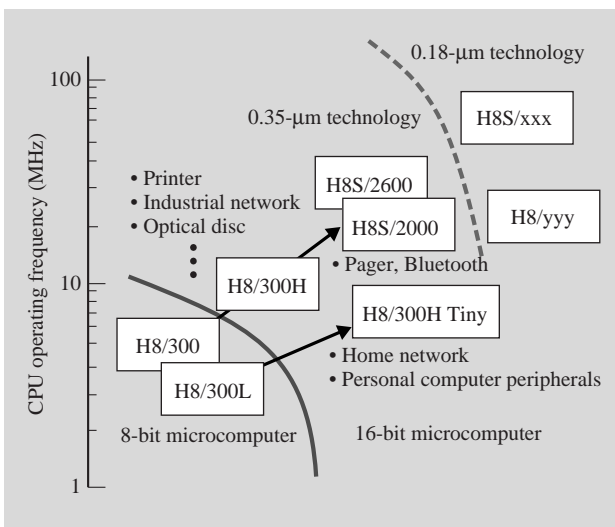 0.18-μm technology
100
0.35-μm technology
H8S/xxx
CPU operating frequency (MHz)
• Printer
• Industrial network
• Optical disc
H8S/2600
H8S/2000
H8/yyy
• Pager, Bluetooth
10
H8/300H
H8/300H Tiny
H8/300
• Home network
• Personal computer peripherals
H8/300L
8-bit microcomputer
16-bit microcomputer
1